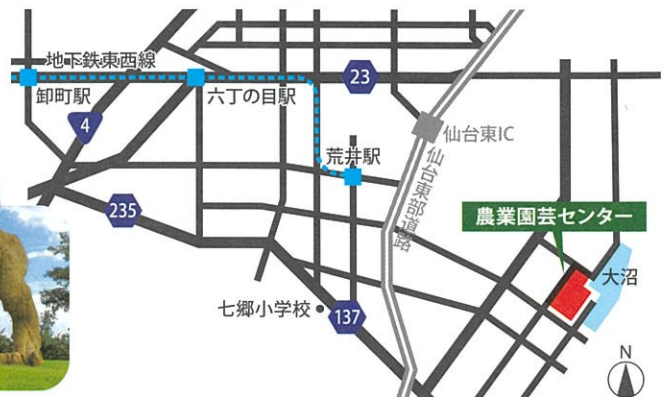 地下鉄東西線
23
卸町駅
六丁の目駅
4
仙台東IC
荒井駅
仙台東部道路
235
農業園芸センター
大沼
七郷小学校
137
N